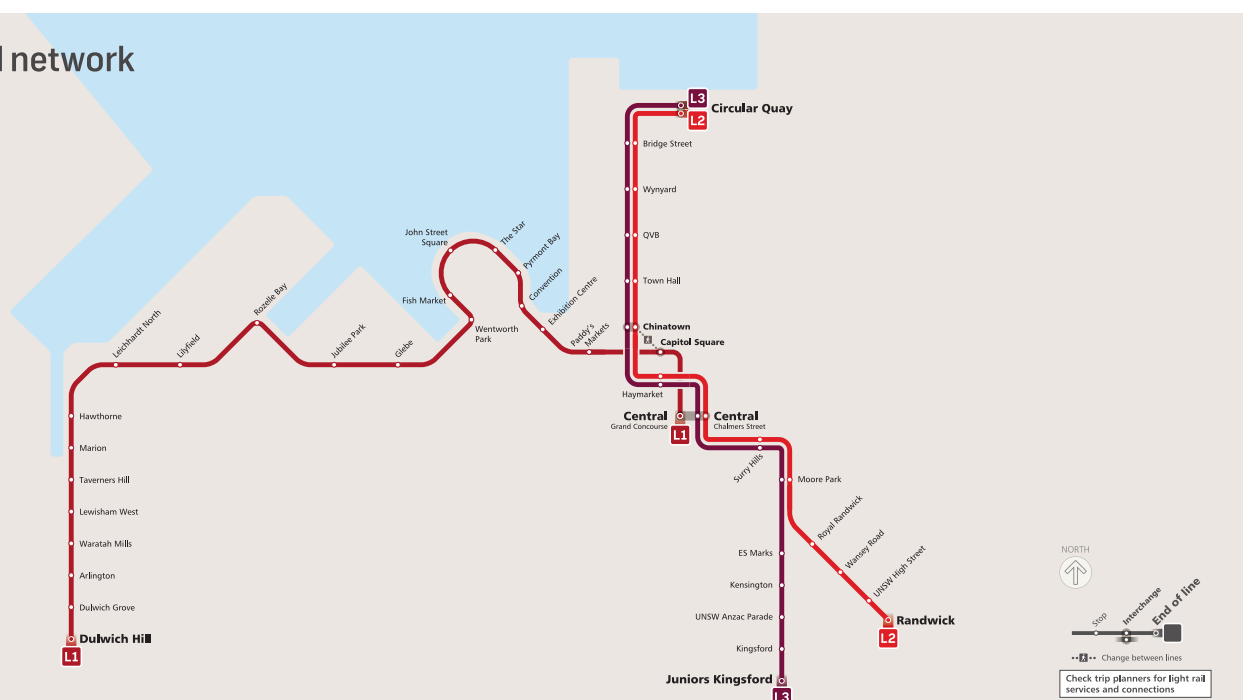 l network
L3
Circular Quay
L2
Bridge Street
Wynyard
QVB
Town Hall
Chinatown
Capitol Square
Haymarket
Central
Grand Concourse
L1
Central
Chalmers Street
Surry Hills
Moore Park
Royal Randwick
Wansey Road
UNSW High Street
Randwick
L2
ES Marks
Kensington
UNSW Anzac Parade
Kingsford
Juniors Kingsford
L3
John Street
Square
The Star
Pyrmont Bay
Convention
Exhibition Centre
Paddy's
Markets
Fish Market
Wentworth
Park
Glebe
Jubilee Park
Rozelle Bay
Lilyfield
Leichhardt North
Hawthorne
Marion
Taverners Hill
Lewisham West
Waratah Mills
Arlington
Dulwich Grove
Dulwich Hill
L1
NORTH
Stop
Interchange
End of line
Change between lines
Check trip planners for light rail
services and connections